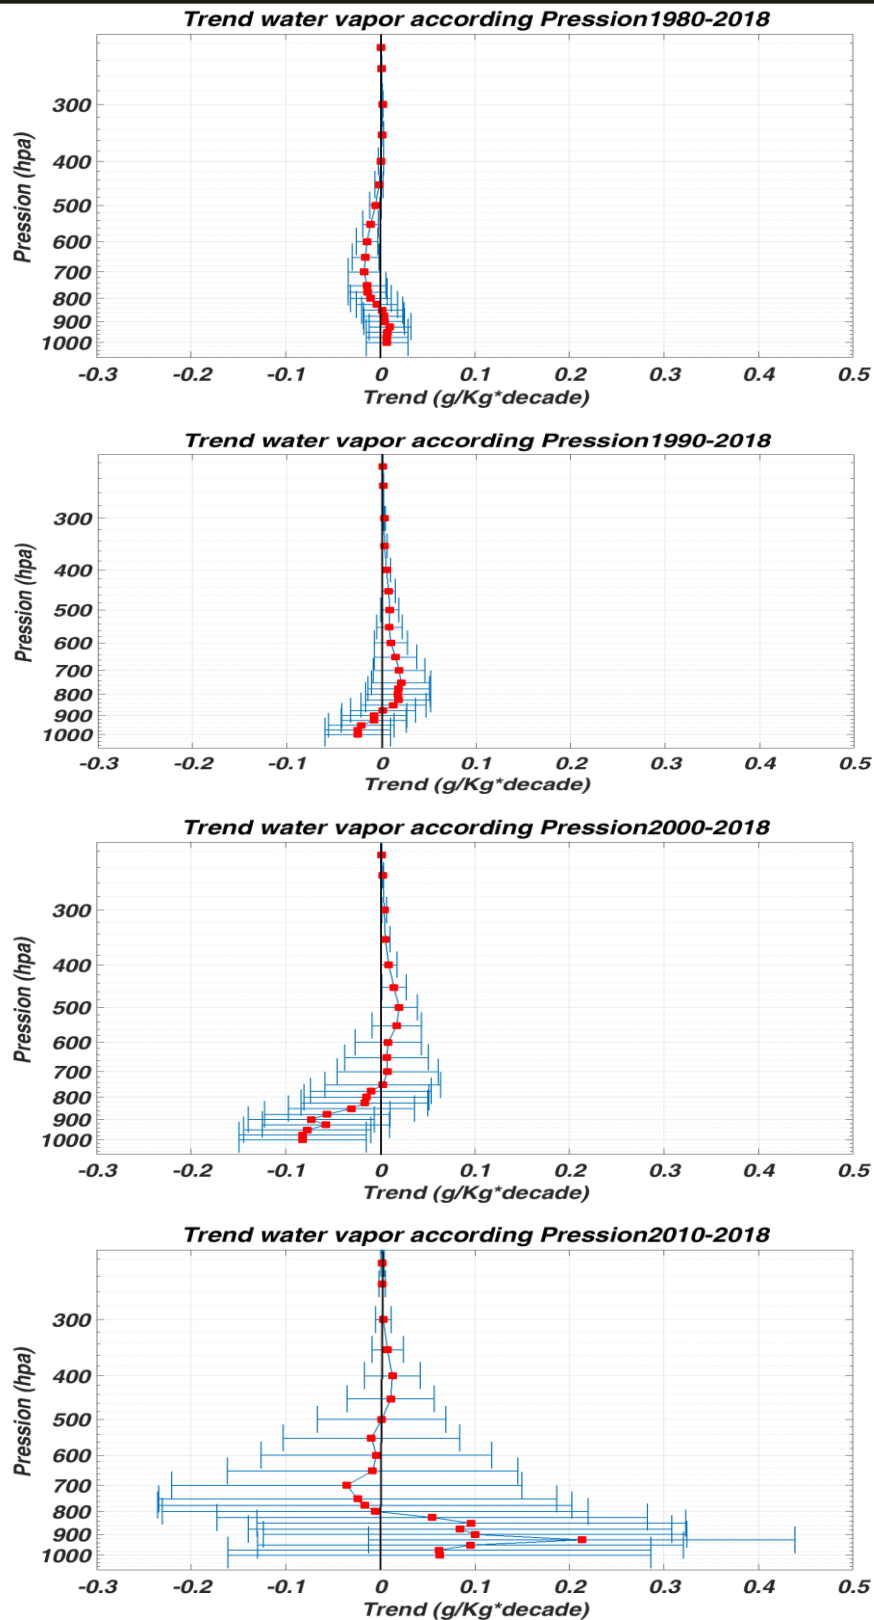 Trend water vapor according Pression1980-2018
300
400
500
600
700
800
900
1000
Pression (hpa)
-0.3 -0.2 -0.1 0 0.1 0.2 0.3 0.4 0.5
Trend (g/Kg*decade)
Trend water vapor according Pression1990-2018
300
400
500
600
700
800
900
1000
Pression (hpa)
-0.3 -0.2 -0.1 0 0.1 0.2 0.3 0.4 0.5
Trend (g/Kg*decade)
Trend water vapor according Pression2000-2018
300
400
500
600
700
800
900
1000
Pression (hpa)
-0.3 -0.2 -0.1 0 0.1 0.2 0.3 0.4 0.5
Trend (g/Kg*decade)
Trend water vapor according Pression2010-2018
300
400
500
600
700
800
900
1000
Pression (hpa)
-0.3 -0.2 -0.1 0 0.1 0.2 0.3 0.4 0.5
Trend (g/Kg*decade)